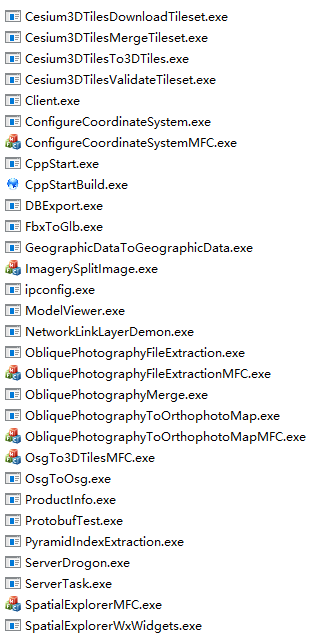 Cesium3DTilesDownloadTileset.exe
Cesium3DTilesMergeTileset.exe
Cesium3DTilesTo3DTiles.exe
Cesium3DTilesValidateTileset.exe
Client.exe
ConfigureCoordinateSystem.exe
ConfigureCoordinateSystemMFC.exe
CppStart.exe
CppStartBuild.exe
DBExport.exe
FbxToGlb.exe
GeographicDataToGeographicData.exe
ImagerySplitImage.exe
ipconfig.exe
ModelViewer.exe
NetworkLinkLayerDemon.exe
ObliquePhotographyFileExtraction.exe
ObliquePhotographyFileExtractionMFC.exe
ObliquePhotographyMerge.exe
ObliquePhotographyToOrthophotoMap.exe
ObliquePhotographyToOrthophotoMapMFC.exe
OsgTo3DTilesMFC.exe
OsgToOsg.exe
ProductInfo.exe
ProtobufTest.exe
PyramidIndexExtraction.exe
ServerDrogon.exe
ServerTask.exe
SpatialExplorerMFC.exe
SpatialExplorerWxWidgets.exe